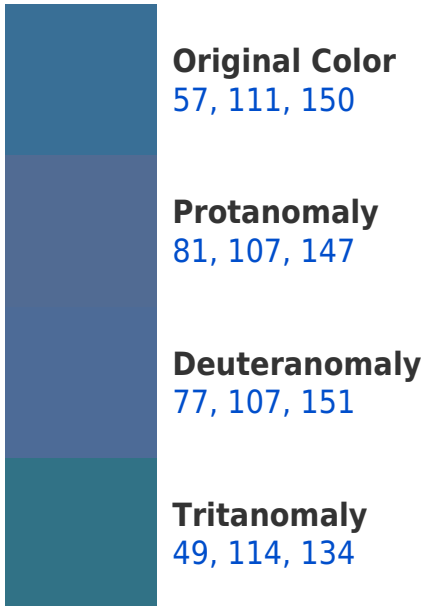 Original Color
57, 111, 150
Protanomaly
81, 107, 147
Deuteranomaly
77, 107, 151
Tritanomaly
49, 114, 134